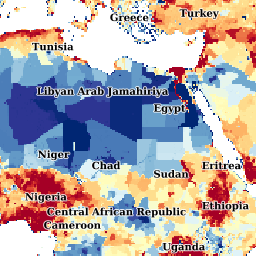 Greece
Turkey
Tunisia
Libyan Arab Jamahiriya
Egypt
Niger
Chad
Sudan
Eritrea
Nigeria
Ethiopia
Central African Republic
Cameroon
Uganda